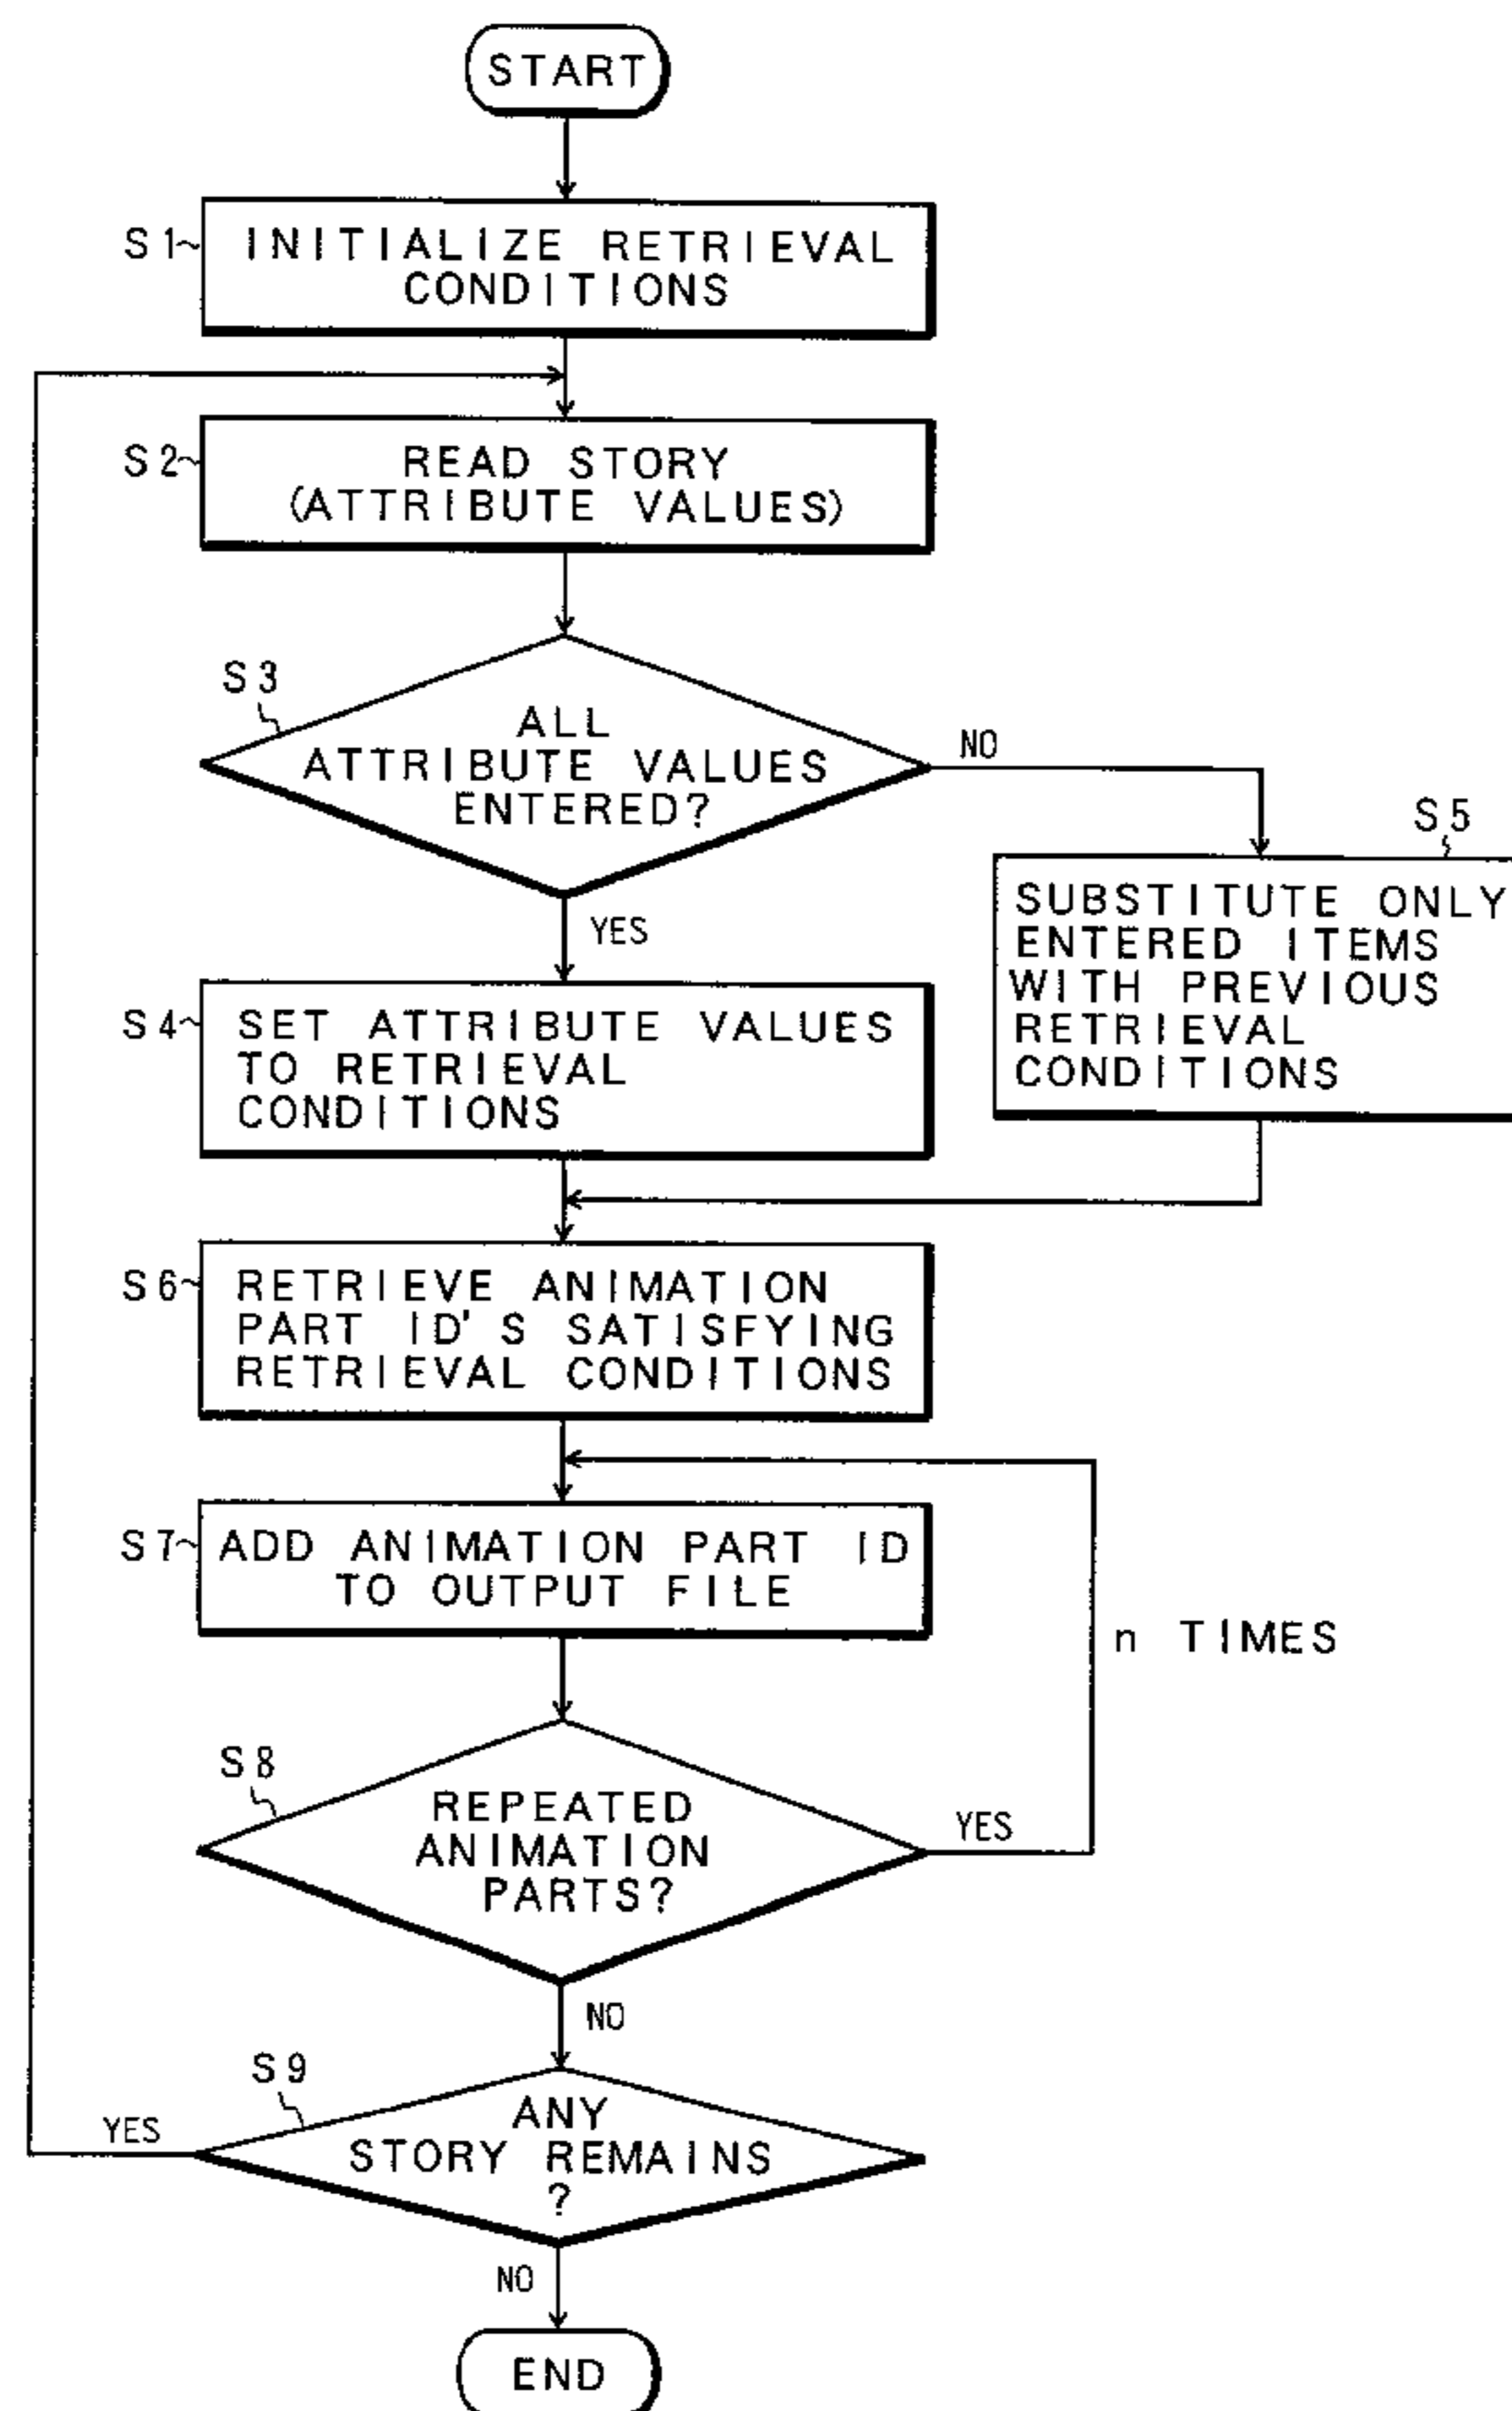 START
S1
INITIALIZE RETRIEVAL
CONDITIONS
S2
READ STORY
(ATTRIBUTE VALUES)
S3
ALL
ATTRIBUTE VALUES
ENTERED?
NO
YES
S5
SUBSTITUTE ONLY
ENTERED ITEMS
WITH PREVIOUS
RETRIEVAL
CONDITIONS
S4
SET ATTRIBUTE VALUES
TO RETRIEVAL
CONDITIONS
S6
RETRIEVE ANIMATION
PART ID'S SATISFYING
RETRIEVAL CONDITIONS
S7
ADD ANIMATION PART ID
TO OUTPUT FILE
n TIMES
S8
REPEATED
ANIMATION
PARTS?
YES
NO
S9
ANY
STORY REMAINS
?
YES
NO
END